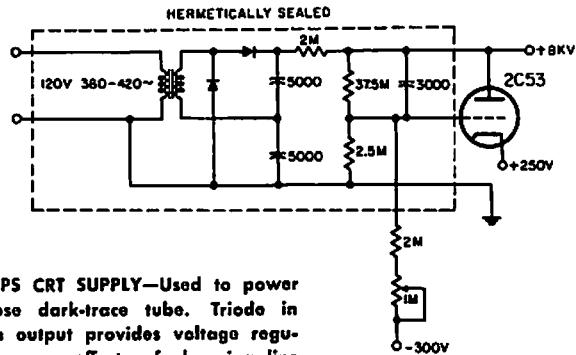 HERMETICALLY SEALED
2M
+8KV
120V 380-420~
5000
37.5M
3000
2C53
5000
2.5M
+250V
2M
1M
-300V
PS CRT SUPPLY—Used to power
ose dark-trace tube. Triode in
output provides voltage regu-